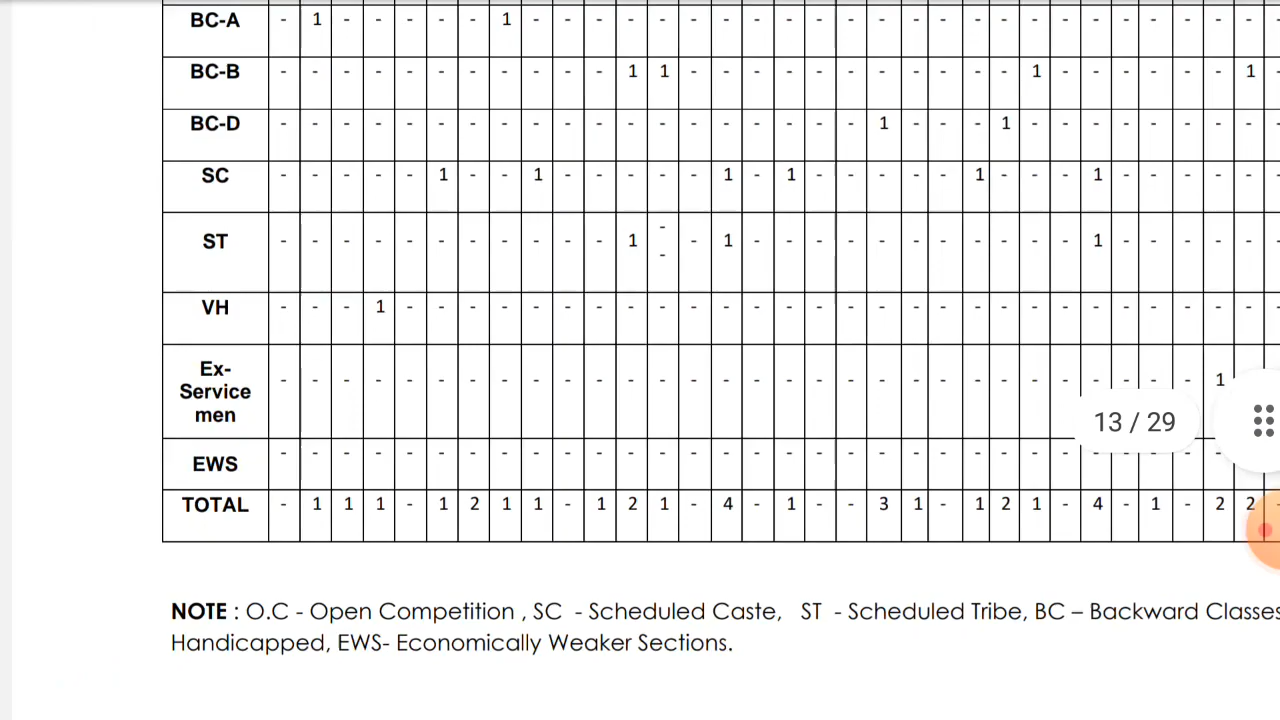 BC-A - 1 - - - - - 1 - - - - - - - - - - - - - - - - - - - - - - - - -
BC-B - - - - - - - - - - - 1 1 - - - - - - - - - - - 1 - - - - - - 1 -
BC-D - - - - - - - - - - - - - - - - - - - 1 - - - 1 - - - - - - - - -
SC - - - - - 1 - - 1 - - - - - 1 - 1 - - - - - 1 - - - 1 - - - - - -
ST - - - - - - - - - - - 1 - - - 1 - - - - - - - - - - - 1 - - - - - -
VH - - - 1 - - - - - - - - - - - - - - - - - - - - - - - - - - - - -
Ex-
Service - - - - - - - - - - - - - - - - - - - - - - - - - - - - - - 1
men
13 / 29
EWS - - - - - - - - - - - - - - - - - - - - - - - - - - - - - - -
TOTAL - 1 1 1 - 1 2 1 1 - 1 2 1 - 4 - 1 - - 3 1 - 1 2 1 - 4 - 1 - 2 2 -
NOTE : O.C - Open Competition , SC - Scheduled Caste, ST - Scheduled Tribe, BC – Backward Classes
Handicapped, EWS- Economically Weaker Sections.